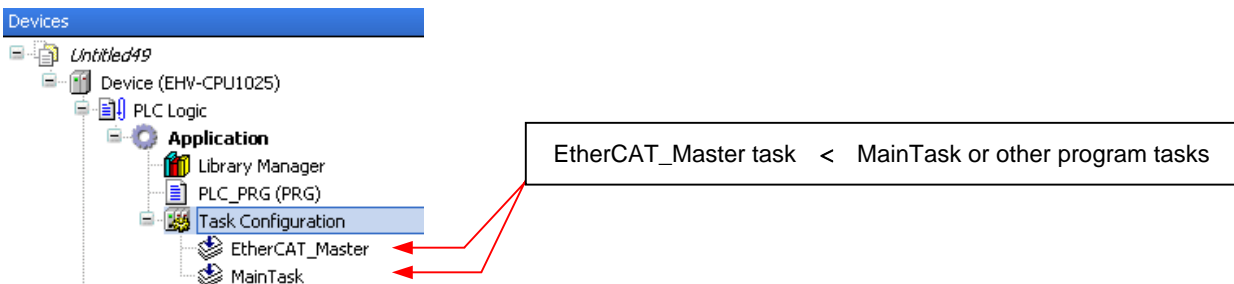 Devices
Untitled49
Device (EHV-CPU1025)
PLC Logic
Application
Library Manager
PLC_PRG (PRG)
Task Configuration
EtherCAT_Master
MainTask
EtherCAT_Master task < MainTask or other program tasks